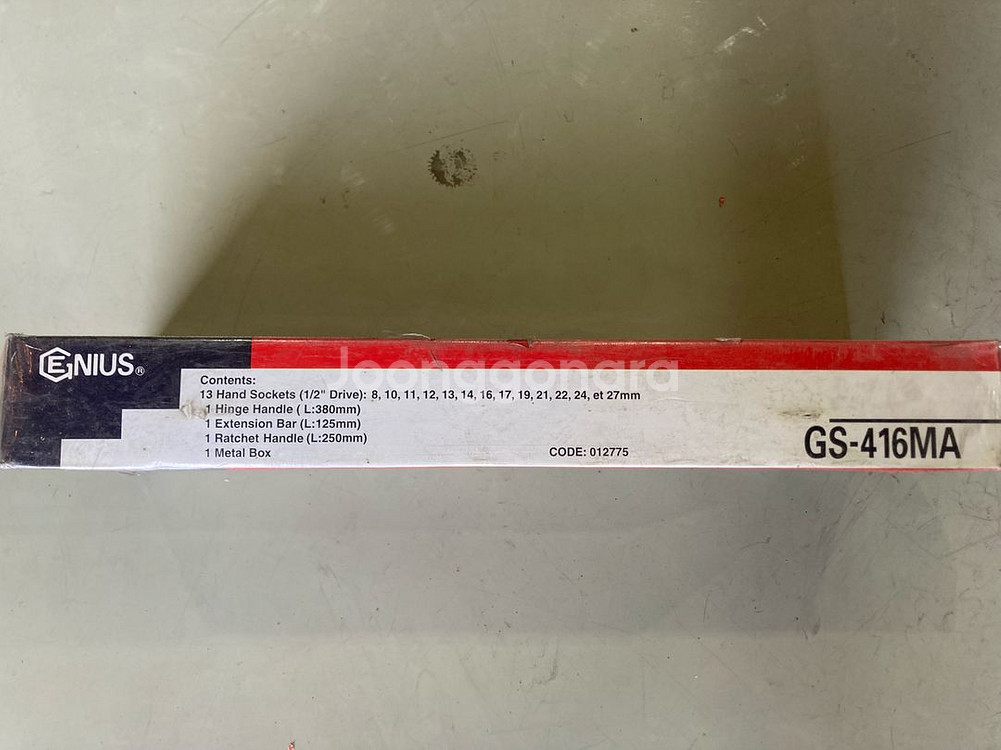 GENIUS®
Joonggonara
Contents:
13 Hand Sockets (1/2" Drive): 8, 10, 11, 12, 13, 14, 16, 17, 19, 21, 22, 24, et 27mm
1 Hinge Handle ( L:380mm)
1 Extension Bar (L:125mm)
1 Ratchet Handle (L:250mm)
1 Metal Box
CODE: 012775
GS-416MA